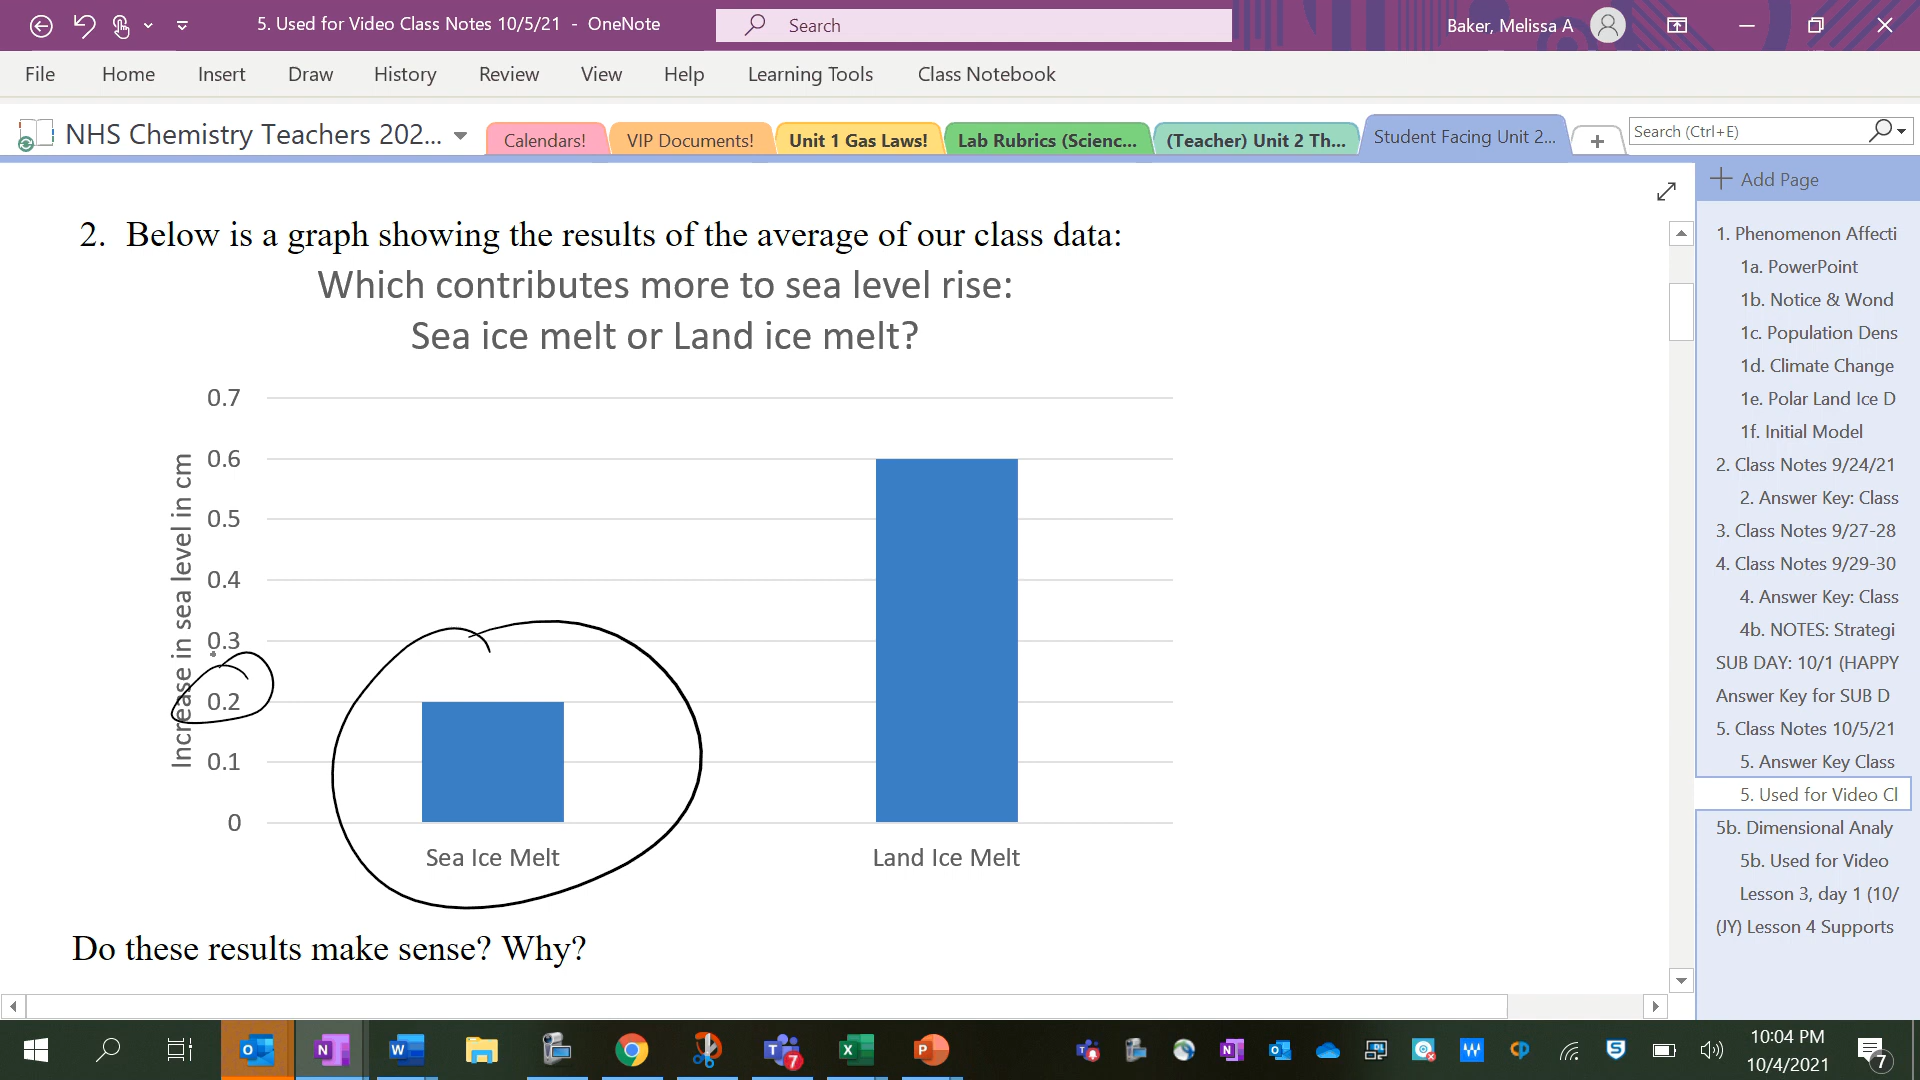 5. Used for Video Class Notes 10/5/21 - OneNote
Search
Baker, Melissa A
File Home Insert Draw History Review View Help Learning Tools Class Notebook
NHS Chemistry Teachers 202...
Calendars!
VIP Documents!
Unit 1 Gas Laws!
Lab Rubrics (Scienc...
(Teacher) Unit 2 Th...
Student Facing Unit 2...
Search (Ctrl+E)
2. Below is a graph showing the results of the average of our class data:
Which contributes more to sea level rise:
Sea ice melt or Land ice melt?
Increase in sea level in cm
0.7
0.6
0.5
0.4
0.3
0.2
0.1
0
Sea Ice Melt
Land Ice Melt
Do these results make sense? Why?
Add Page
1. Phenomenon Affecti
1a. PowerPoint
1b. Notice & Wond
1c. Population Dens
1d. Climate Change
1e. Polar Land Ice D
1f. Initial Model
2. Class Notes 9/24/21
2. Answer Key: Class
3. Class Notes 9/27-28
4. Class Notes 9/29-30
4. Answer Key: Class
4b. NOTES: Strategi
SUB DAY: 10/1 (HAPPY
Answer Key for SUB D
5. Class Notes 10/5/21
5. Answer Key Class
5. Used for Video Cl
5b. Dimensional Analy
5b. Used for Video
Lesson 3, day 1 (10/
(JY) Lesson 4 Supports
10:04 PM
10/4/2021
7
7